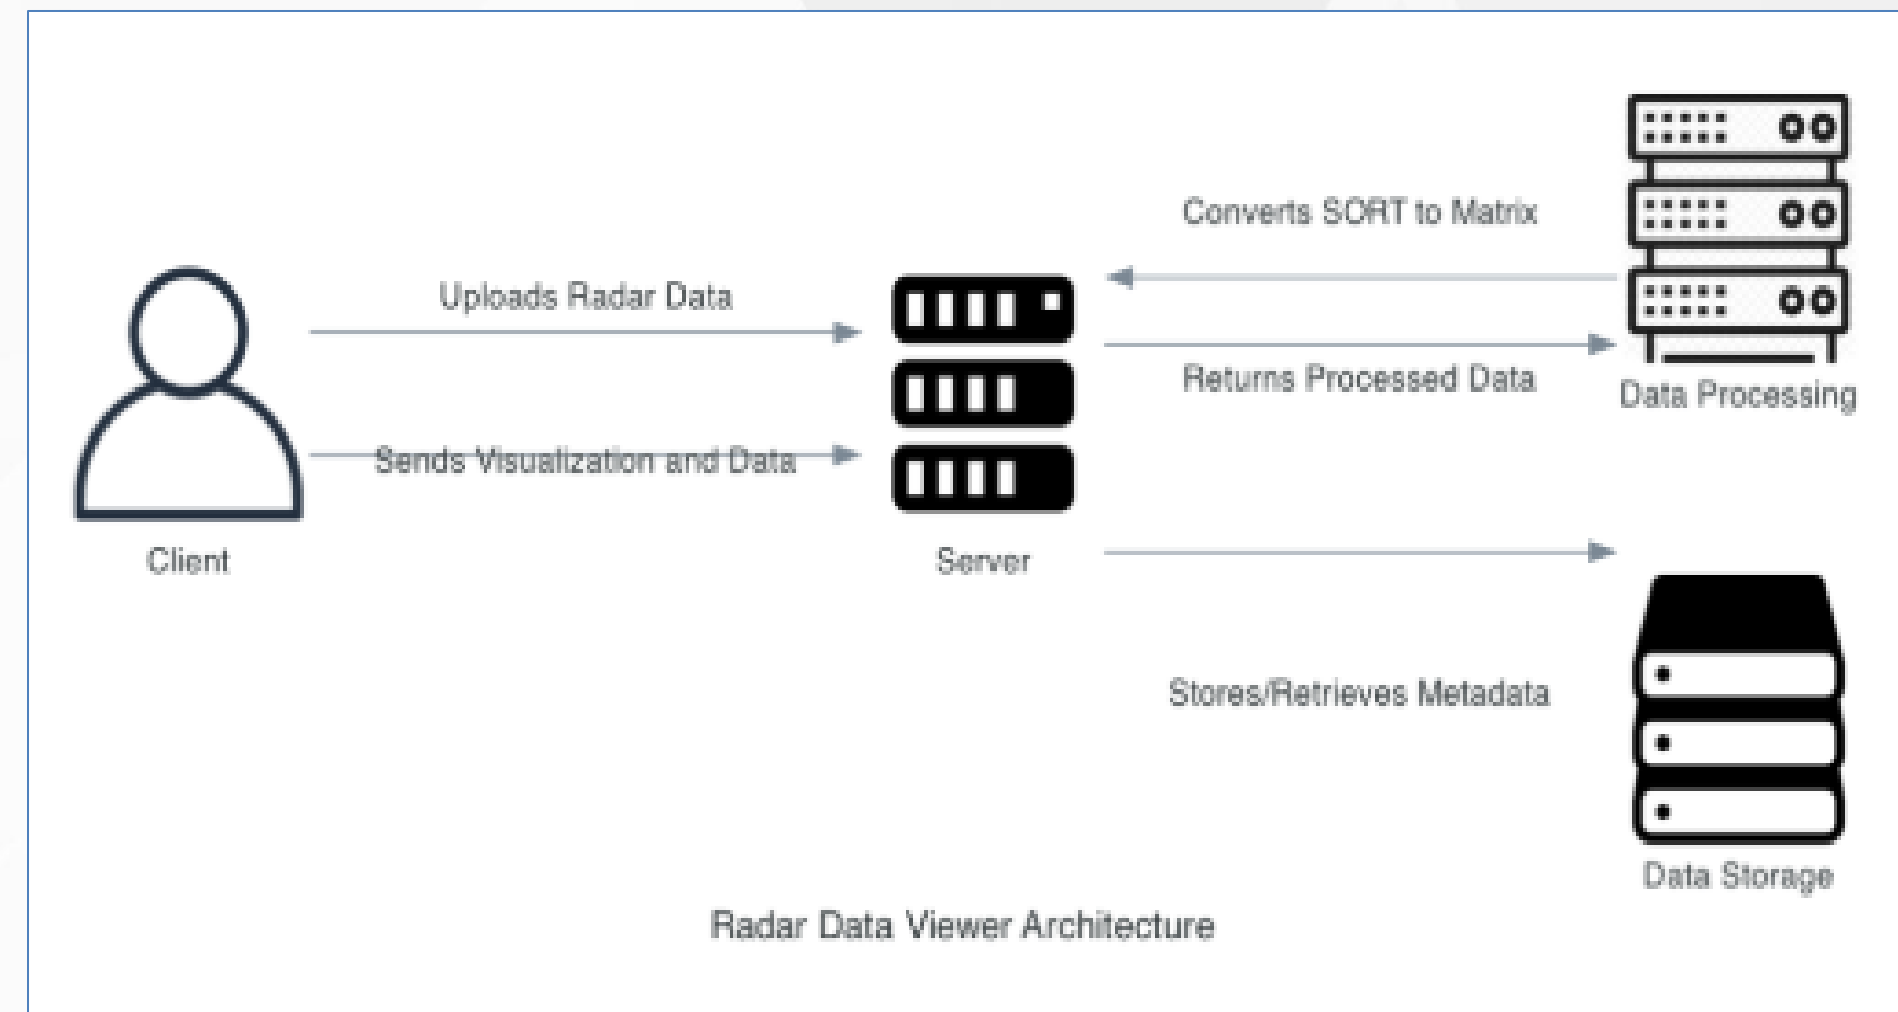 Converts SORT to Matrix
Uploads Radar Data
Returns Processed Data
Data Processing
Sends Visualization and Data
Client
Server
Stores/Retrieves Metadata
Data Storage
Radar Data Viewer Architecture